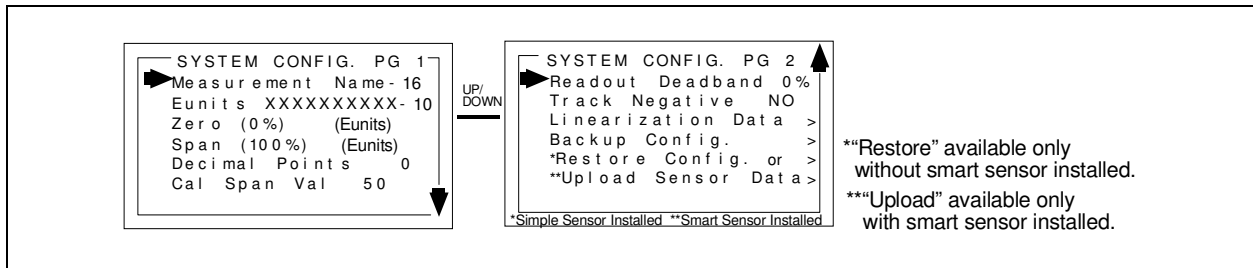 SYSTEM CONFIG. PG 1
Measurement Name-16
Eunits XXXXXXXXXX-10
Zero (0%) (Eunits)
Span (100%) (Eunits)
Decimal Points 0
Cal Span Val 50
UP/
DOWN
SYSTEM CONFIG. PG 2
Readout Deadband 0%
Track Negative NO
Linearization Data >
Backup Config. >
*Restore Config. or >
**Upload Sensor Data>
*Simple Sensor Installed **Smart Sensor Installed
*“Restore” available only
without smart sensor installed.
**“Upload” available only
with smart sensor installed.